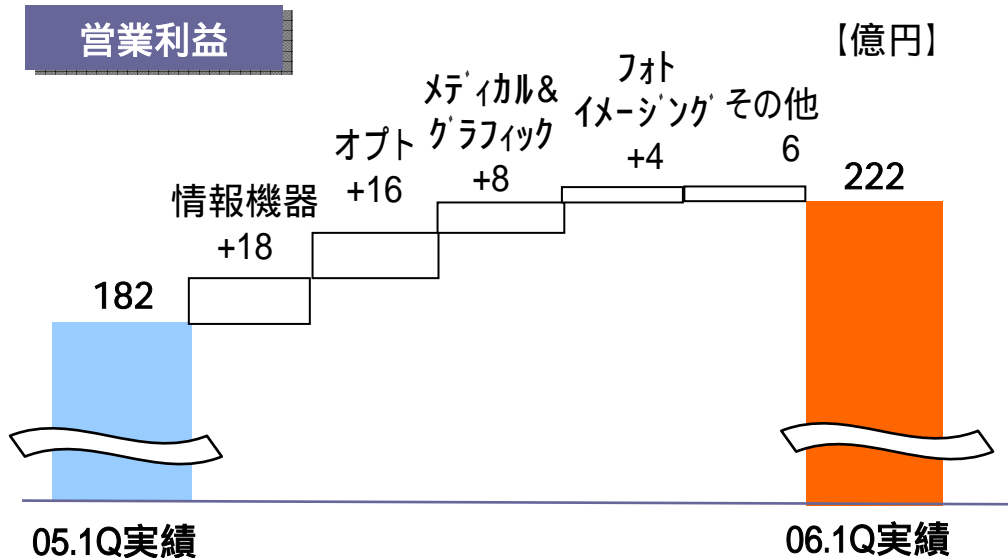 営業利益
【億円】
情報機器
+18
オプト
+16
メディカル&
グラフィック
+8
フォト
イメージング
+4
その他
6
182
222
05.1Q実績
06.1Q実績